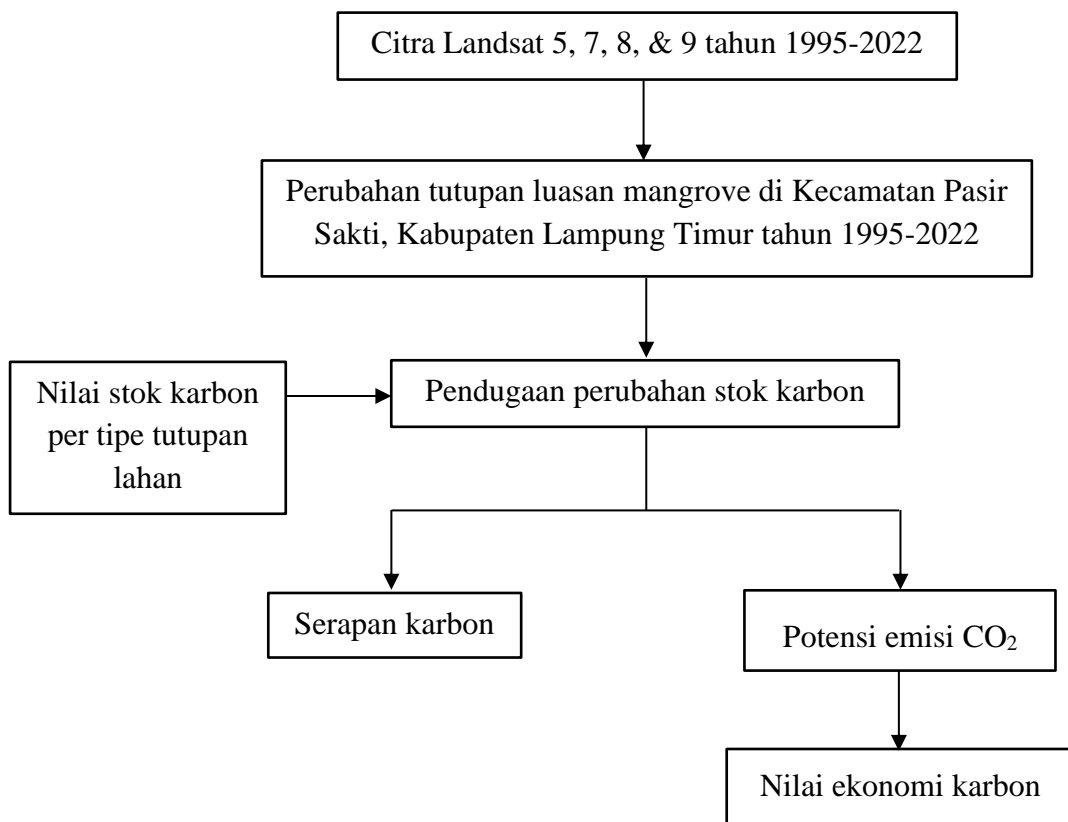 Citra Landsat 5, 7, 8, & 9 tahun 1995-2022
Perubahan tutupan luasan mangrove di Kecamatan Pasir
Sakti, Kabupaten Lampung Timur tahun 1995-2022
Nilai stok karbon
per tipe tutupan
lahan
Pendugaan perubahan stok karbon
Serapan karbon
Potensi emisi CO₂
Nilai ekonomi karbon